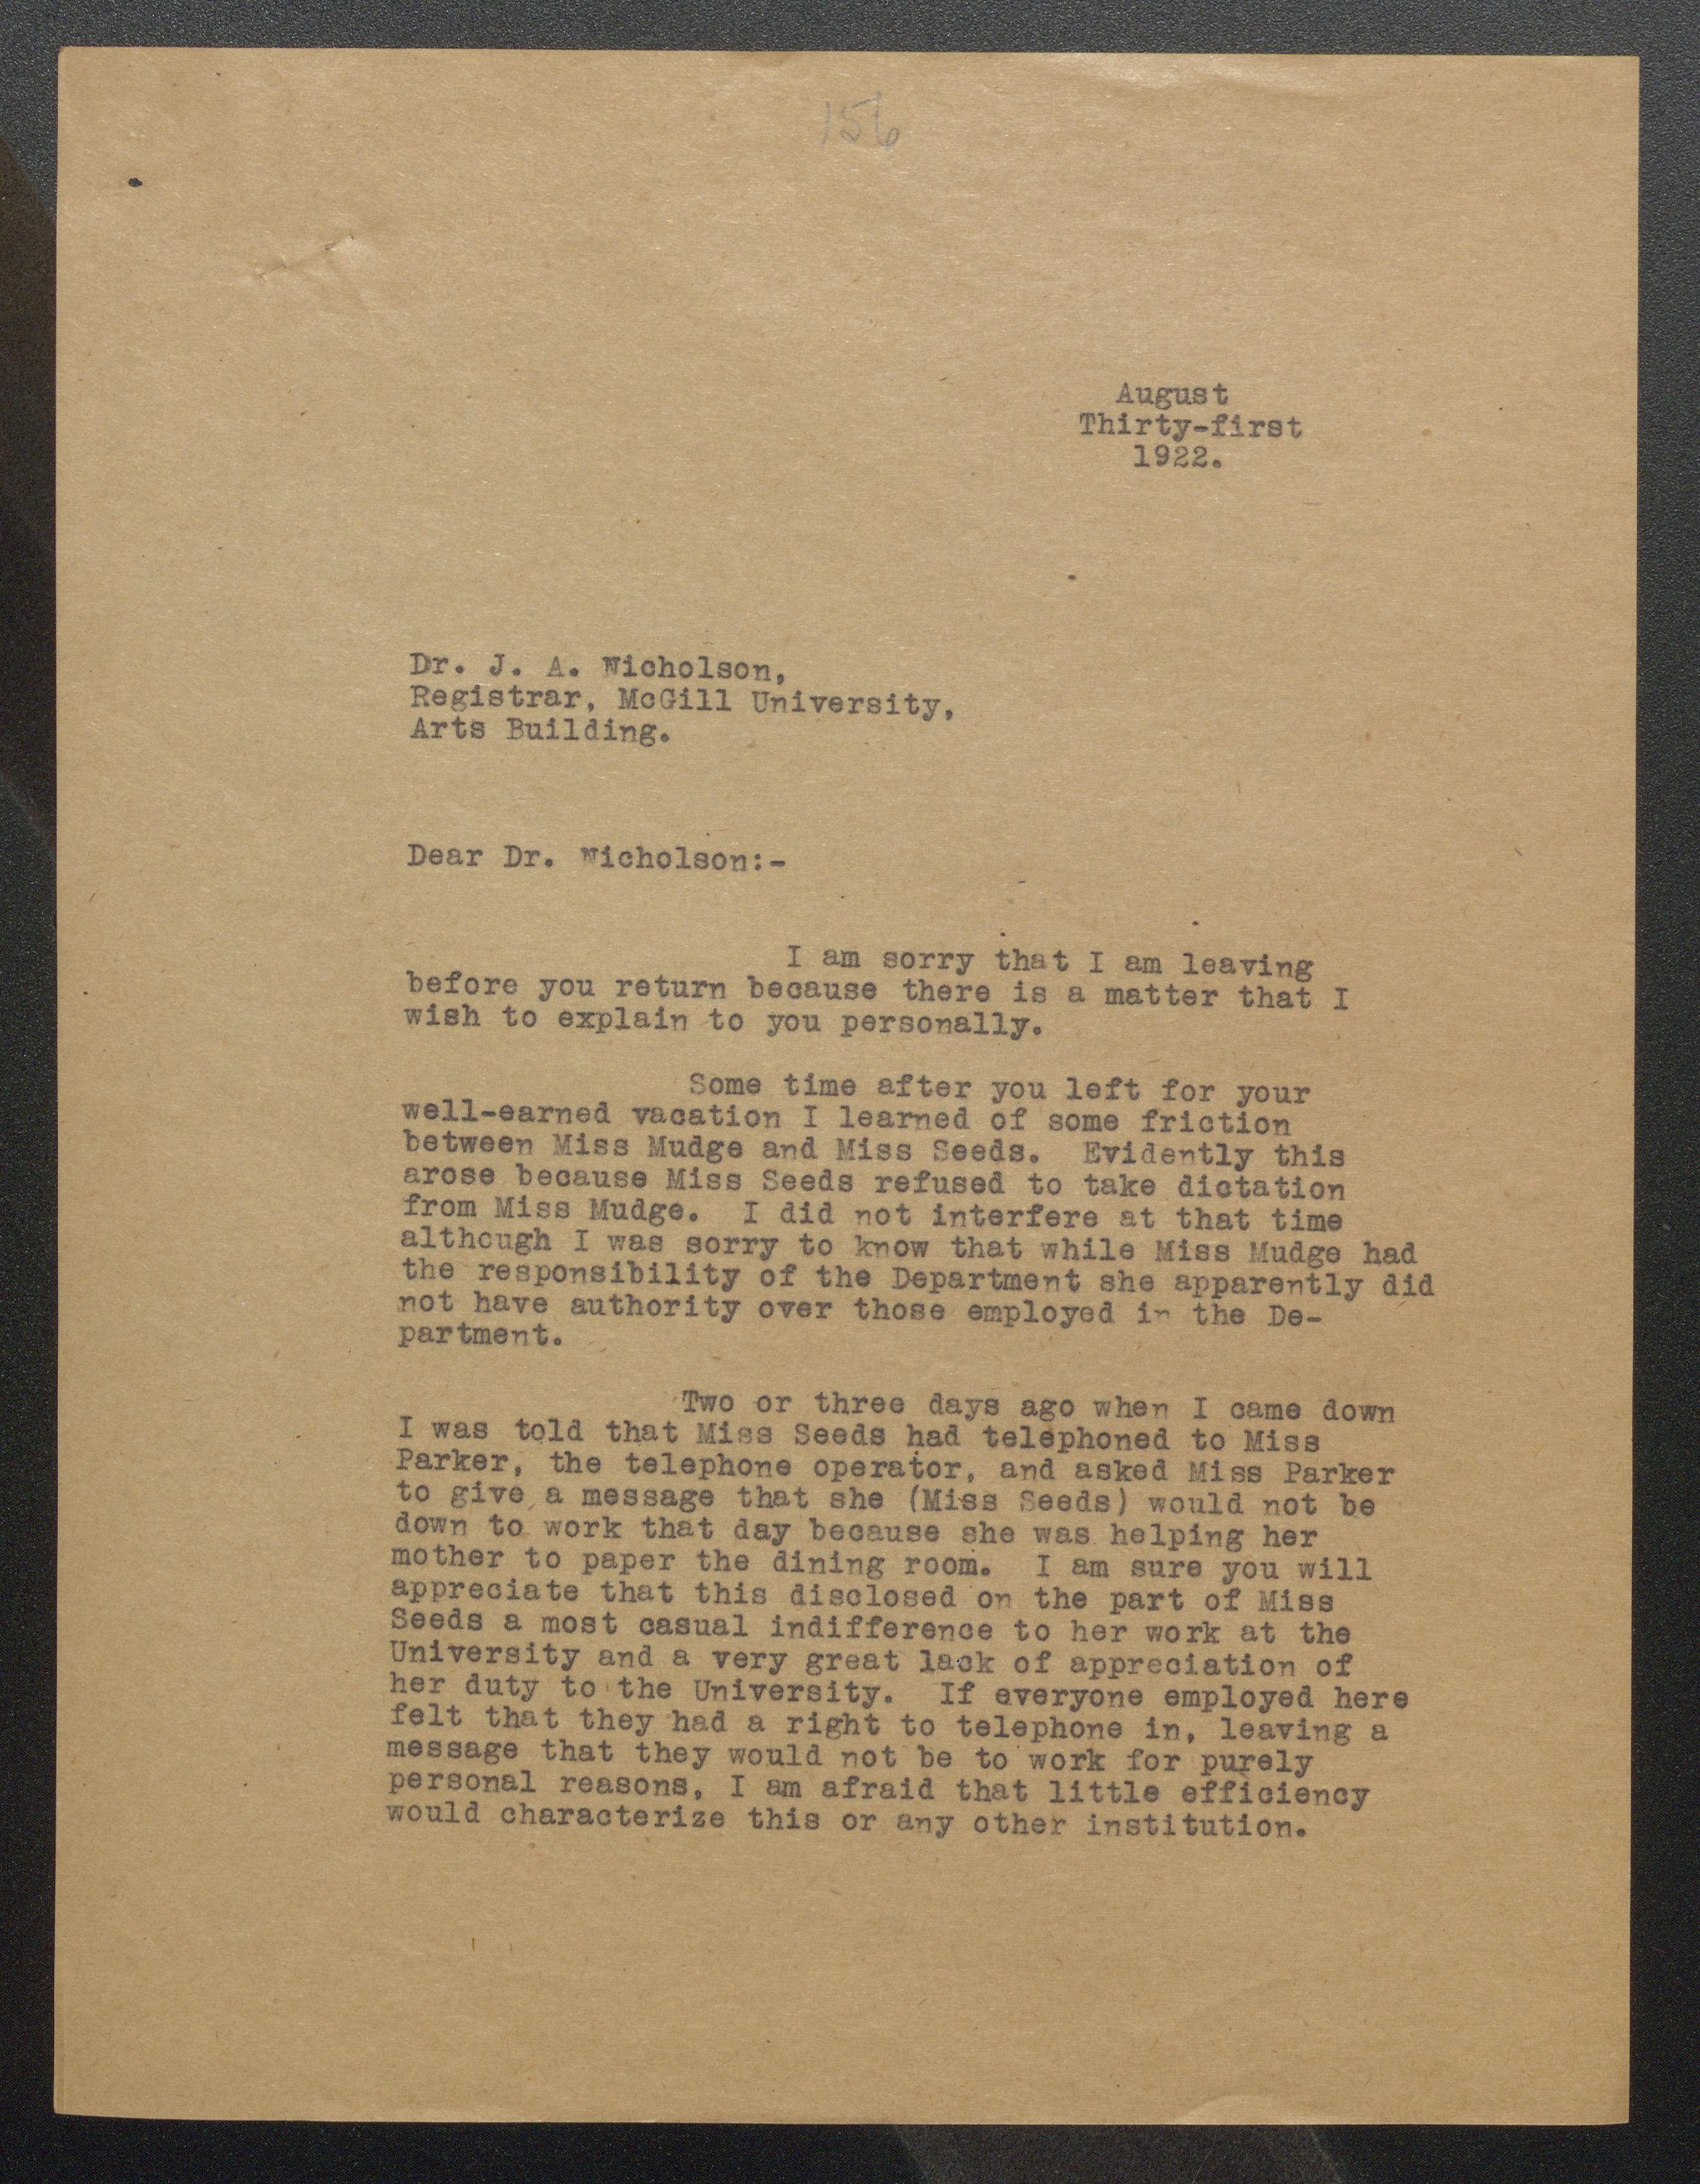 156
August
Thirty-first
1922.
Dr. J. A. Nicholson,
Registrar, McGill University,
Arts Building.
Dear Dr. Nicholson:-
I am sorry that I am leaving
before you return because there is a matter that I
wish to explain to you personally.
Some time after you left for your
well-earned vacation I learned of some friction
between Miss Mudge and Miss Seeds. Evidently this
arose because Miss Seeds refused to take dictation
from Miss Mudge. I did not interfere at that time
although I was sorry to know that while Miss Mudge had
the responsibility of the Department she apparently did
not have authority over those employed in the De-
partment.
Two or three days ago when I came down
I was told that Miss Seeds had telephoned to Miss
Parker, the telephone operator, and asked Miss Parker
to give a message that she (Miss Seeds) would not be
down to work that day because she was helping her
mother to paper the dining room. I am sure you will
appreciate that this disclosed on the part of Miss
Seeds a most casual indifference to her work at the
University and a very great lack of appreciation of
her duty to the University. If everyone employed here
felt that they had a right to telephone in, leaving a
message that they would not be to work for purely
personal reasons, I am afraid that little efficiency
would characterize this or any other institution.